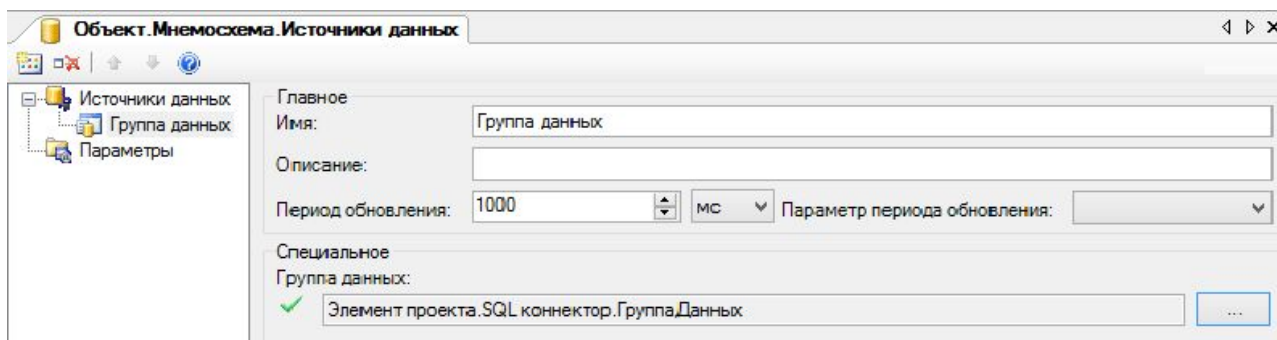 Объект.Мнемосхема.Источники данных
Источники данных
Группа данных
Параметры
Главное
Имя: Группа данных
Описание:
Период обновления: 1000 мс Параметр периода обновления:
Специальное
Группа данных:
Элемент проекта.SQL коннектор.ГруппаДанных ...